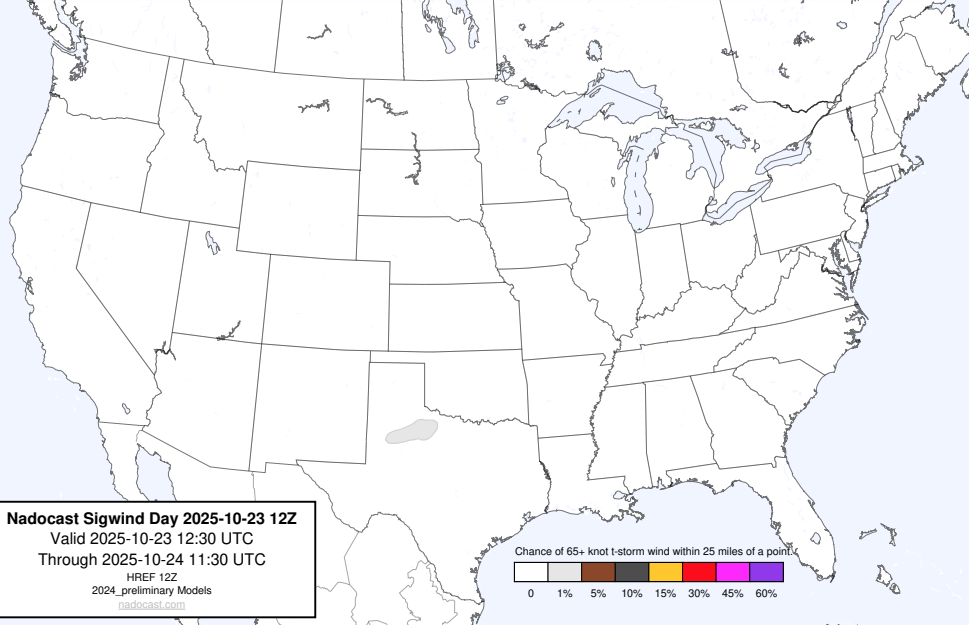 Nadocast Sigwind Day 2025-10-23 12Z
Valid 2025-10-23 12:30 UTC
Through 2025-10-24 11:30 UTC
HREF 12Z
2024_preliminary Models
nadocast.com
Chance of 65+ knot t-storm wind within 25 miles of a point.
0 1% 5% 10% 15% 30% 45% 60%